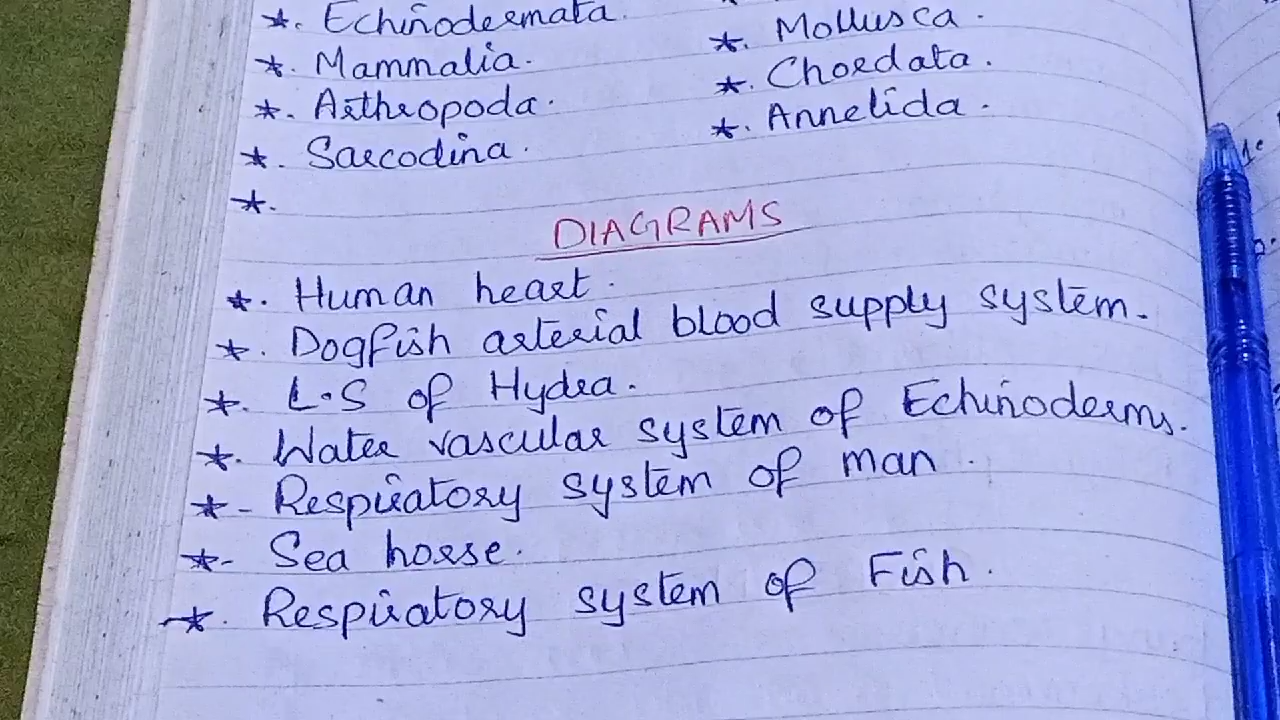 ★. Echinodermata.
★. Mammalia.
★. Arthropoda.
★. Sarcodina.
★.
★. Mollusca.
★. Chordata.
★. Annelida.
DIAGRAMS
★. Human heart.
★. Dogfish arterial blood supply system.
★. L.S of Hydra.
★. Water vascular system of Echinoderms.
★- Respiratory system of man.
★- Sea horse.
★. Respiratory system of Fish.